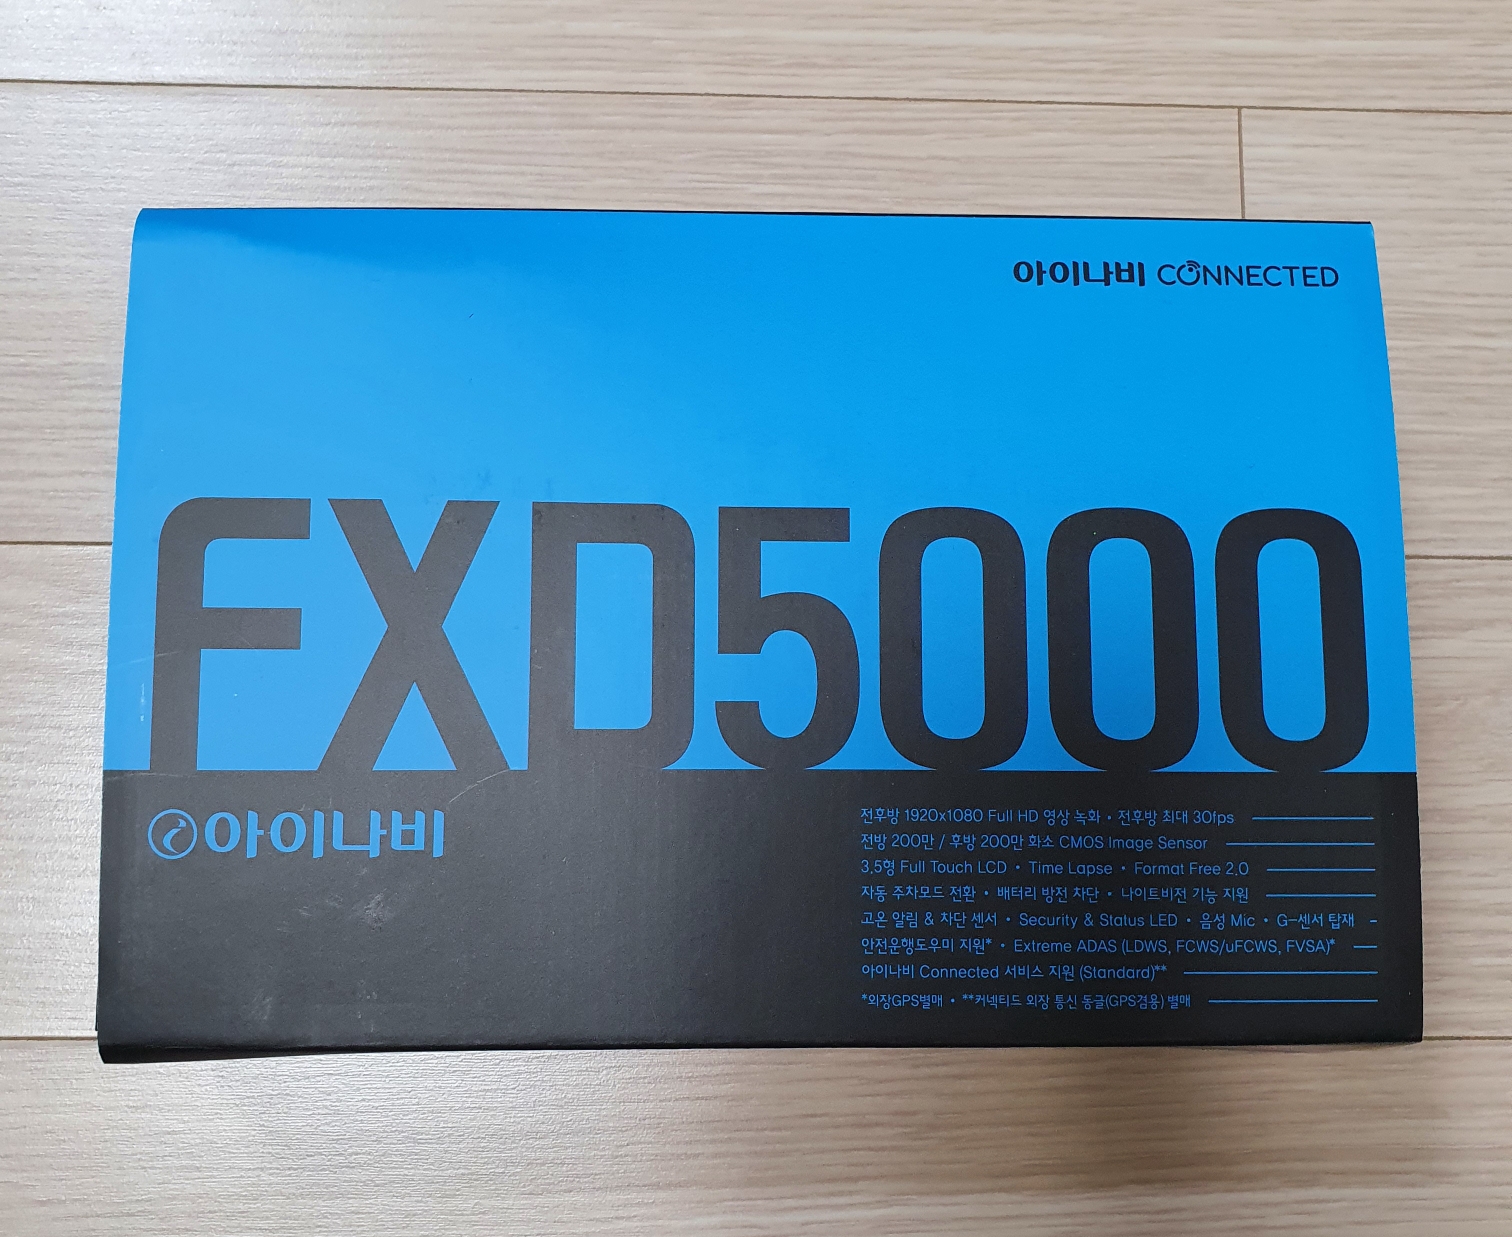 아이나비 CONNECTED
FXD5000
아이나비
전후방 1920x1080 Full HD 영상 녹화 • 전후방 최대 30fps
전방 200만 / 후방 200만 화소 CMOS Image Sensor
3.5형 Full Touch LCD • Time Lapse • Format Free 2.0
자동 주차모드 전환 • 배터리 방전 차단 • 나이트비전 기능 지원
고온 알림 & 차단 센서 • Security & Status LED • 음성 Mic • G-센서 탑재
안전운행도우미 지원* • Extreme ADAS (LDWS, FCWS/uFCWS, FVSA)*
아이나비 Connected 서비스 지원 (Standard)**
*외장GPS별매 • **커넥티드 외장 통신 동글(GPS겸용) 별매